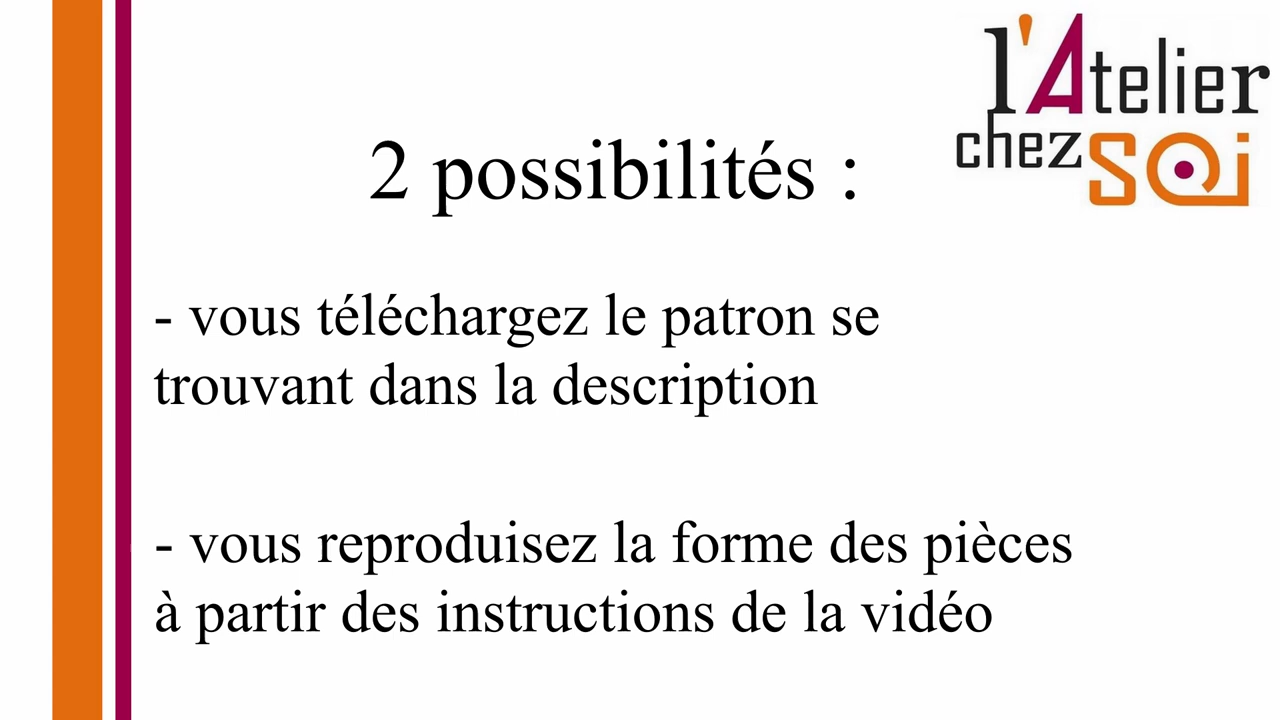 l'Atelier
chez Soi
2 possibilités :
- vous téléchargez le patron se
trouvant dans la description
- vous reproduisez la forme des pièces
à partir des instructions de la vidéo